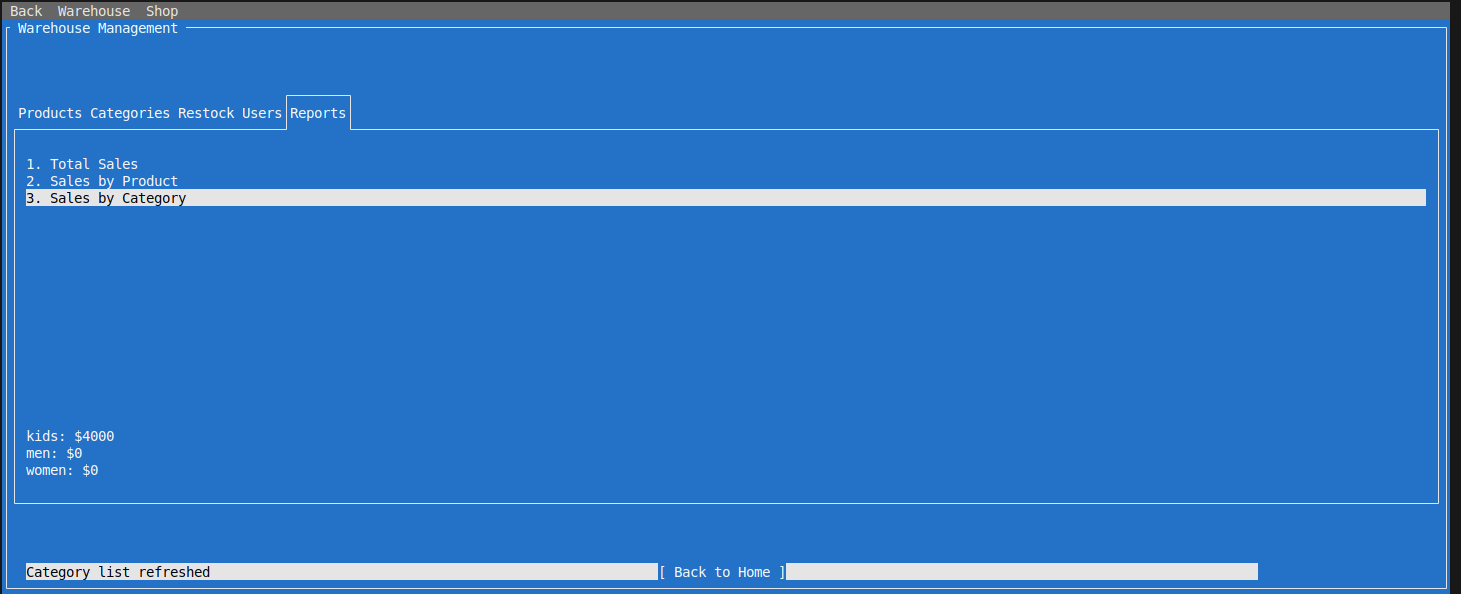 Back Warehouse Shop
Warehouse Management
Products Categories Restock Users Reports
1. Total Sales
2. Sales by Product
3. Sales by Category
kids: $4000
men: $0
women: $0
Category list refreshed [ Back to Home ]